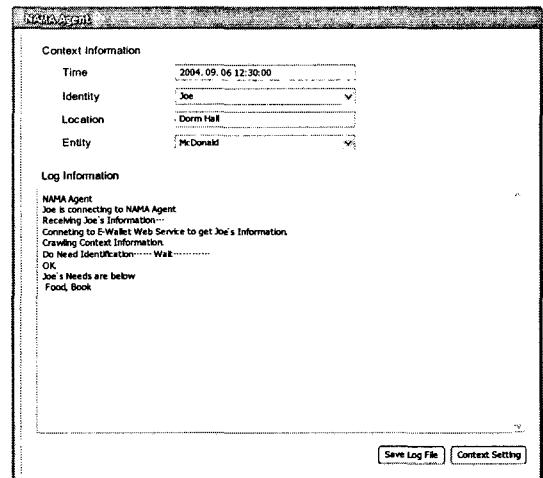 NAMA Agent
Context Information
Time 2004. 09. 06 12:30:00
Identity Joe
Location Dorm Hall
Entity McDonald
Log Information
NAMA Agent
Joe is connecting to NAMA Agent
Receiving Joe's Information···
Conneting to E-Wallet Web Service to get Joe's Information.
Crawling Context Information.
Do Need Identification······ Wait············
OK.
Joe's Needs are below
Food, Book
Save Log File Context Setting